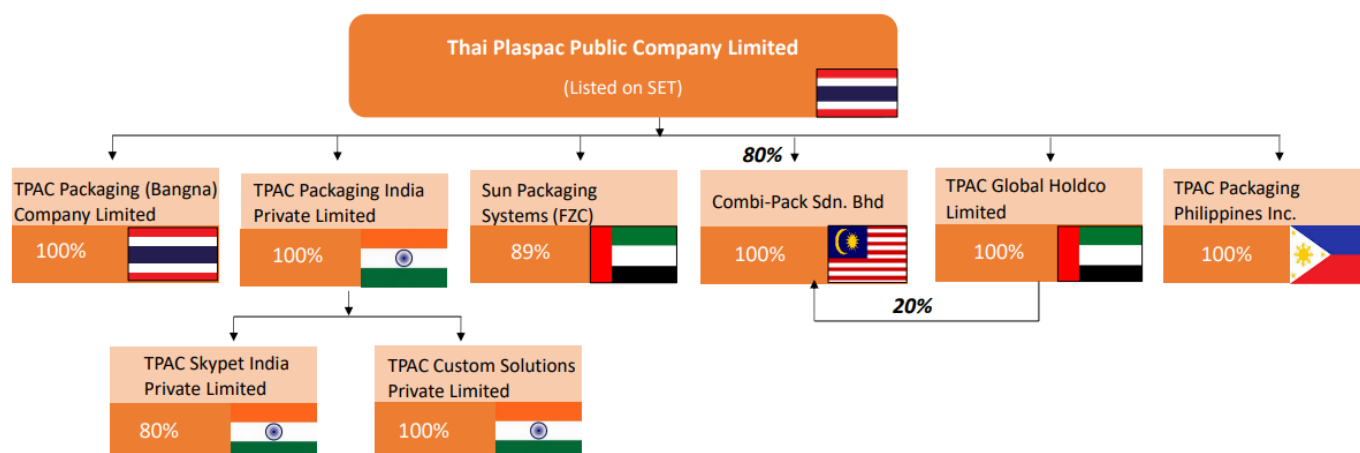 Thai Plaspac Public Company Limited
(Listed on SET)
80%
TPAC Packaging (Bangna)
Company Limited
100%
TPAC Packaging India
Private Limited
100%
Sun Packaging
Systems (FZC)
89%
Combi-Pack Sdn. Bhd
100%
TPAC Global Holdco
Limited
100%
TPAC Packaging
Philippines Inc.
100%
20%
TPAC Skypet India
Private Limited
80%
TPAC Custom Solutions
Private Limited
100%